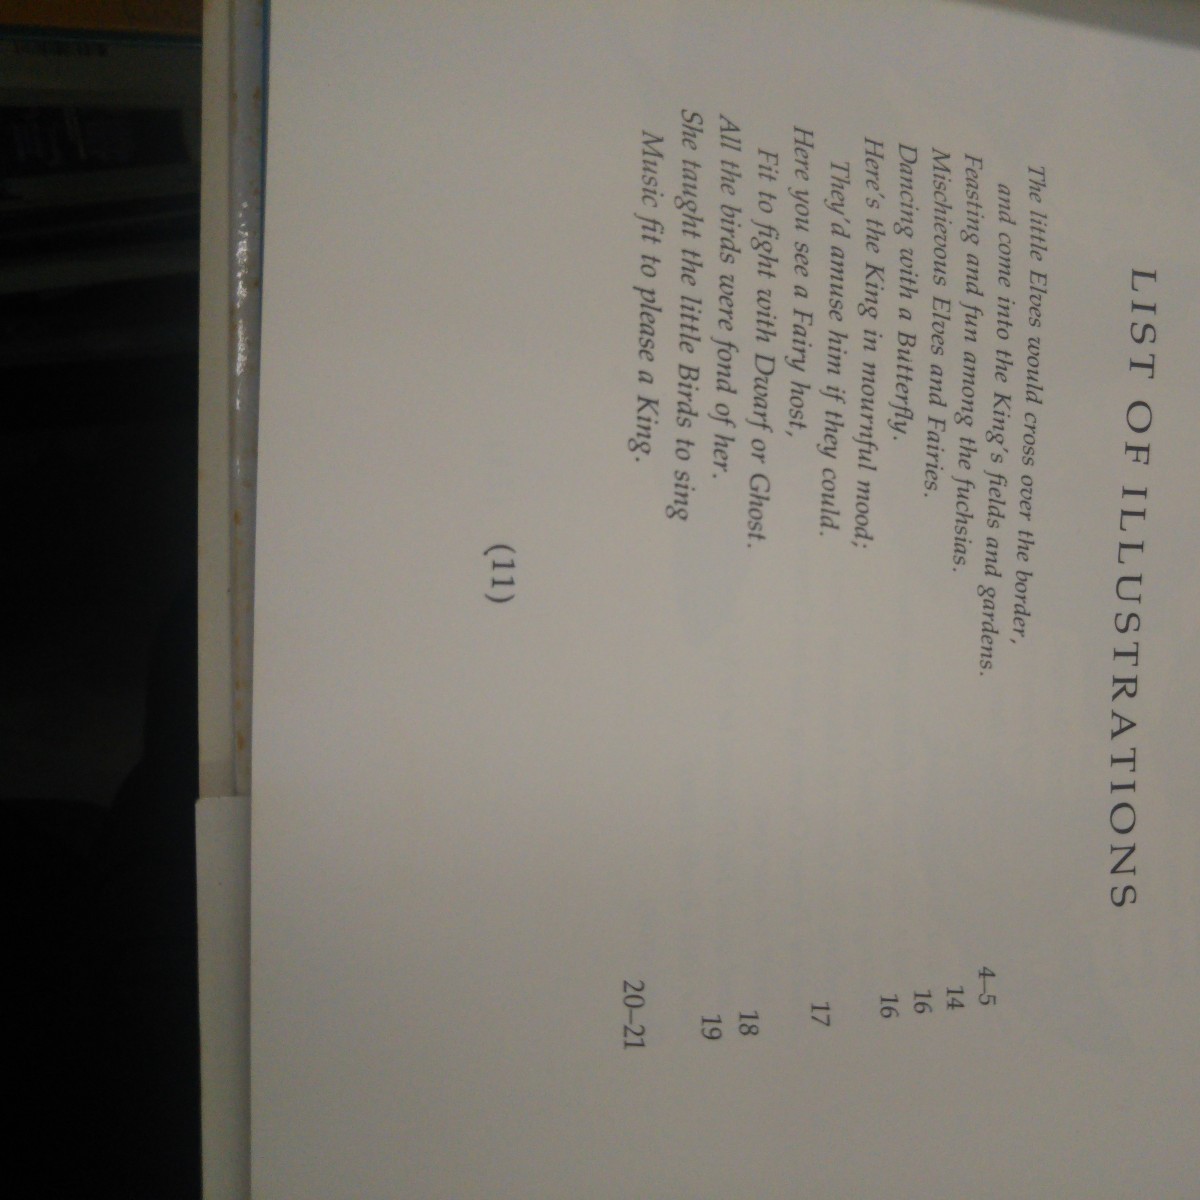 LIST OF ILLUSTRATIONS
The little Elves would cross over the border,
and come into the King's fields and gardens. 4–5
Feasting and fun among the fuchsias. 14
Mischievous Elves and Fairies. 16
Dancing with a Butterfly. 16
Here's the King in mournful mood;
They'd amuse him if they could. 17
Here you see a Fairy host,
Fit to fight with Dwarf or Ghost. 18
All the birds were fond of her. 19
She taught the little Birds to sing
Music fit to please a King. 20–21
(11)